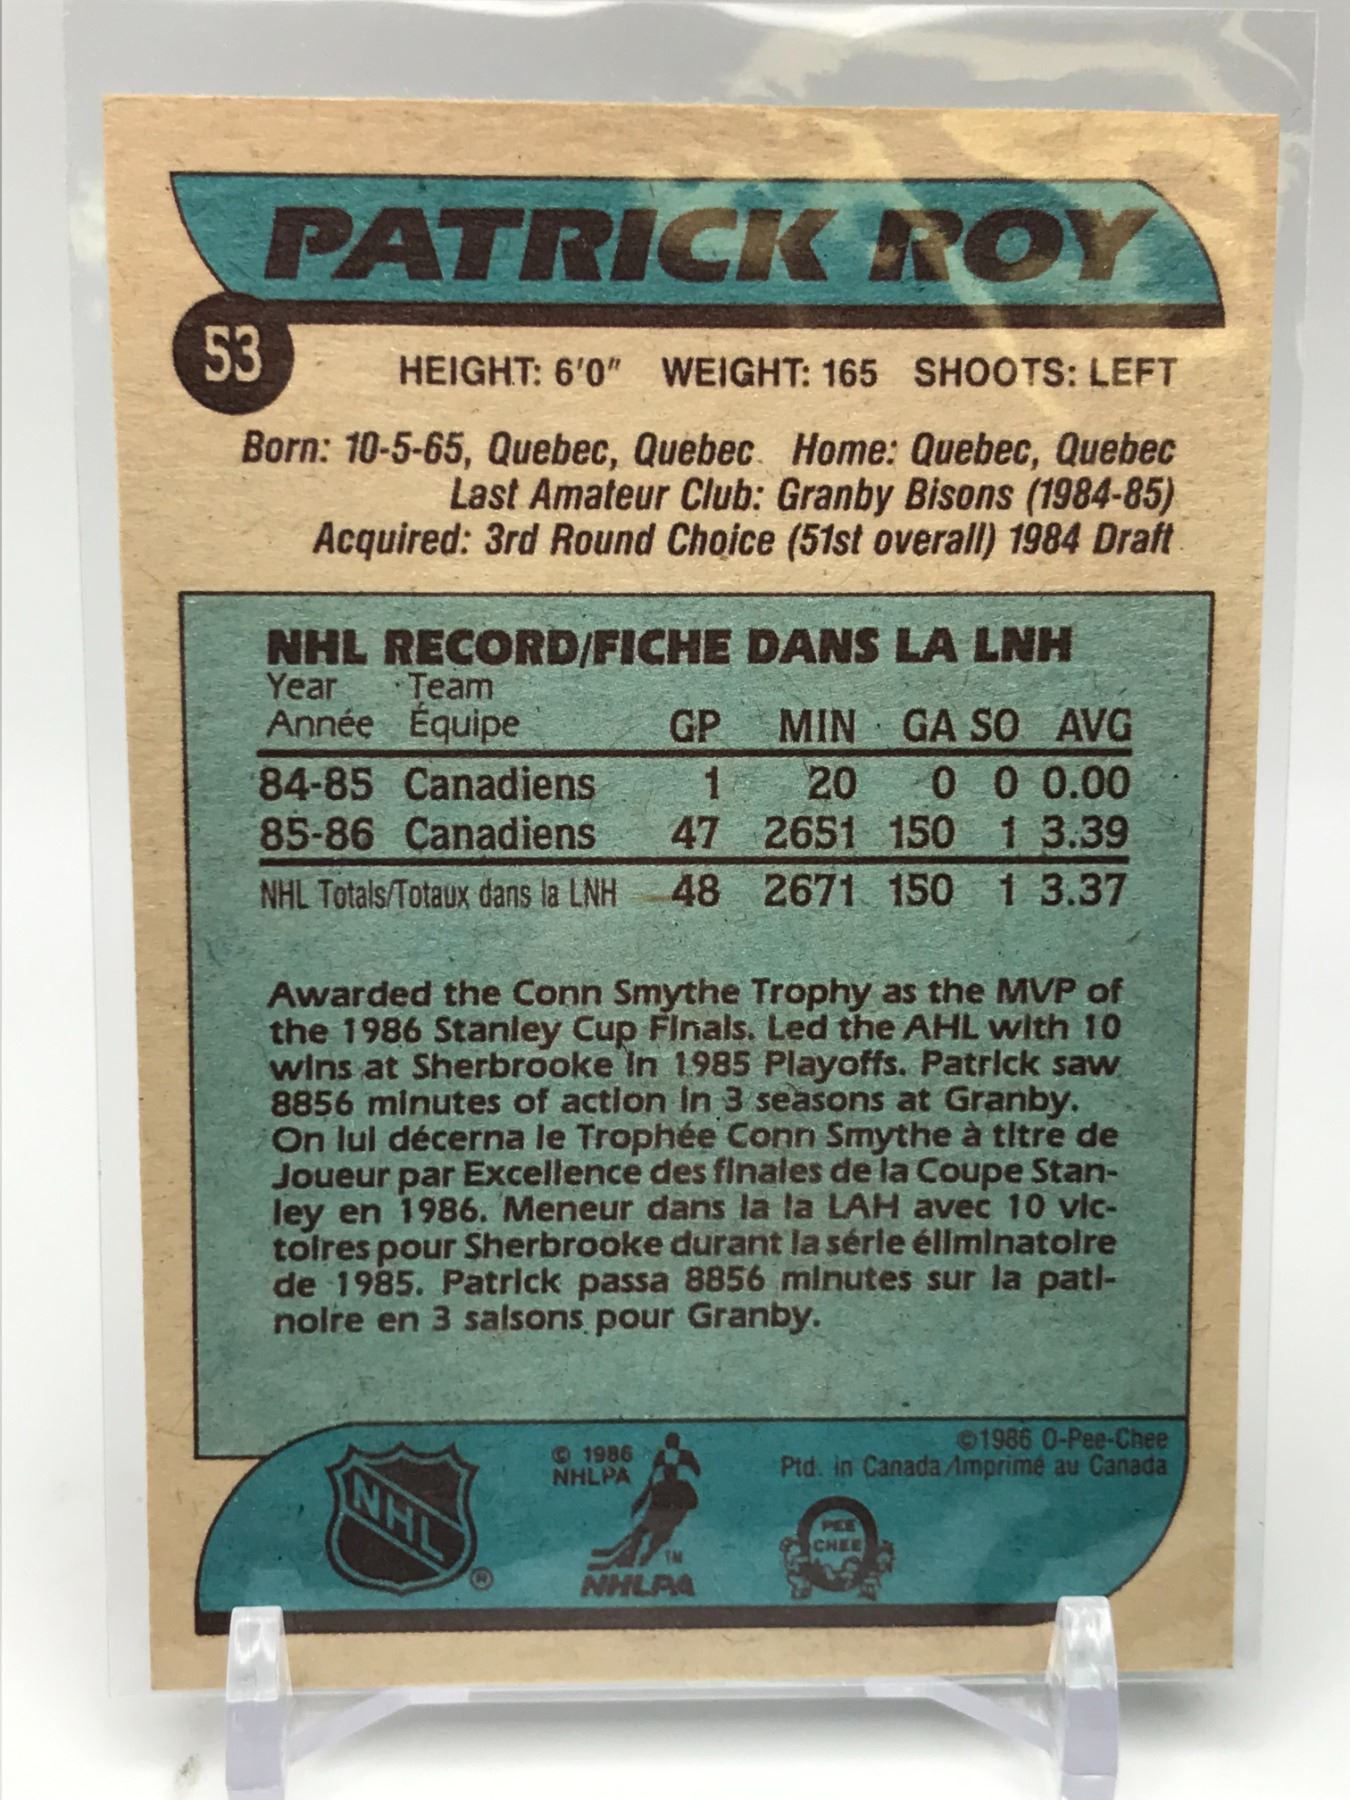 PATRICK ROY
53
HEIGHT: 6'0" WEIGHT: 165 SHOOTS: LEFT
Born: 10-5-65, Quebec, Quebec Home: Quebec, Quebec
Last Amateur Club: Granby Bisons (1984-85)
Acquired: 3rd Round Choice (51st overall) 1984 Draft
NHL RECORD/FICHE DANS LA LNH
Year Team
Année Équipe GP MIN GA SO AVG
84-85 Canadiens 1 20 0 0 0.00
85-86 Canadiens 47 2651 150 1 3.39
NHL Totals/Totaux dans la LNH 48 2671 150 1 3.37
Awarded the Conn Smythe Trophy as the MVP of
the 1986 Stanley Cup Finals. Led the AHL with 10
wins at Sherbrooke in 1985 Playoffs. Patrick saw
8856 minutes of action in 3 seasons at Granby.
On lui décerna le Trophée Conn Smythe à titre de
Joueur par Excellence des finales de la Coupe Stan-
ley en 1986. Meneur dans la la LAH avec 10 vic-
toires pour Sherbrooke durant la série éliminatoire
de 1985. Patrick passa 8856 minutes sur la pati-
noire en 3 saisons pour Granby.
©1986 O-Pee-Chee
Ptd. in Canada/Imprimé au Canada
© 1986
NHLPA
NHL
®
TM
NHLPA
PEE
CHEE